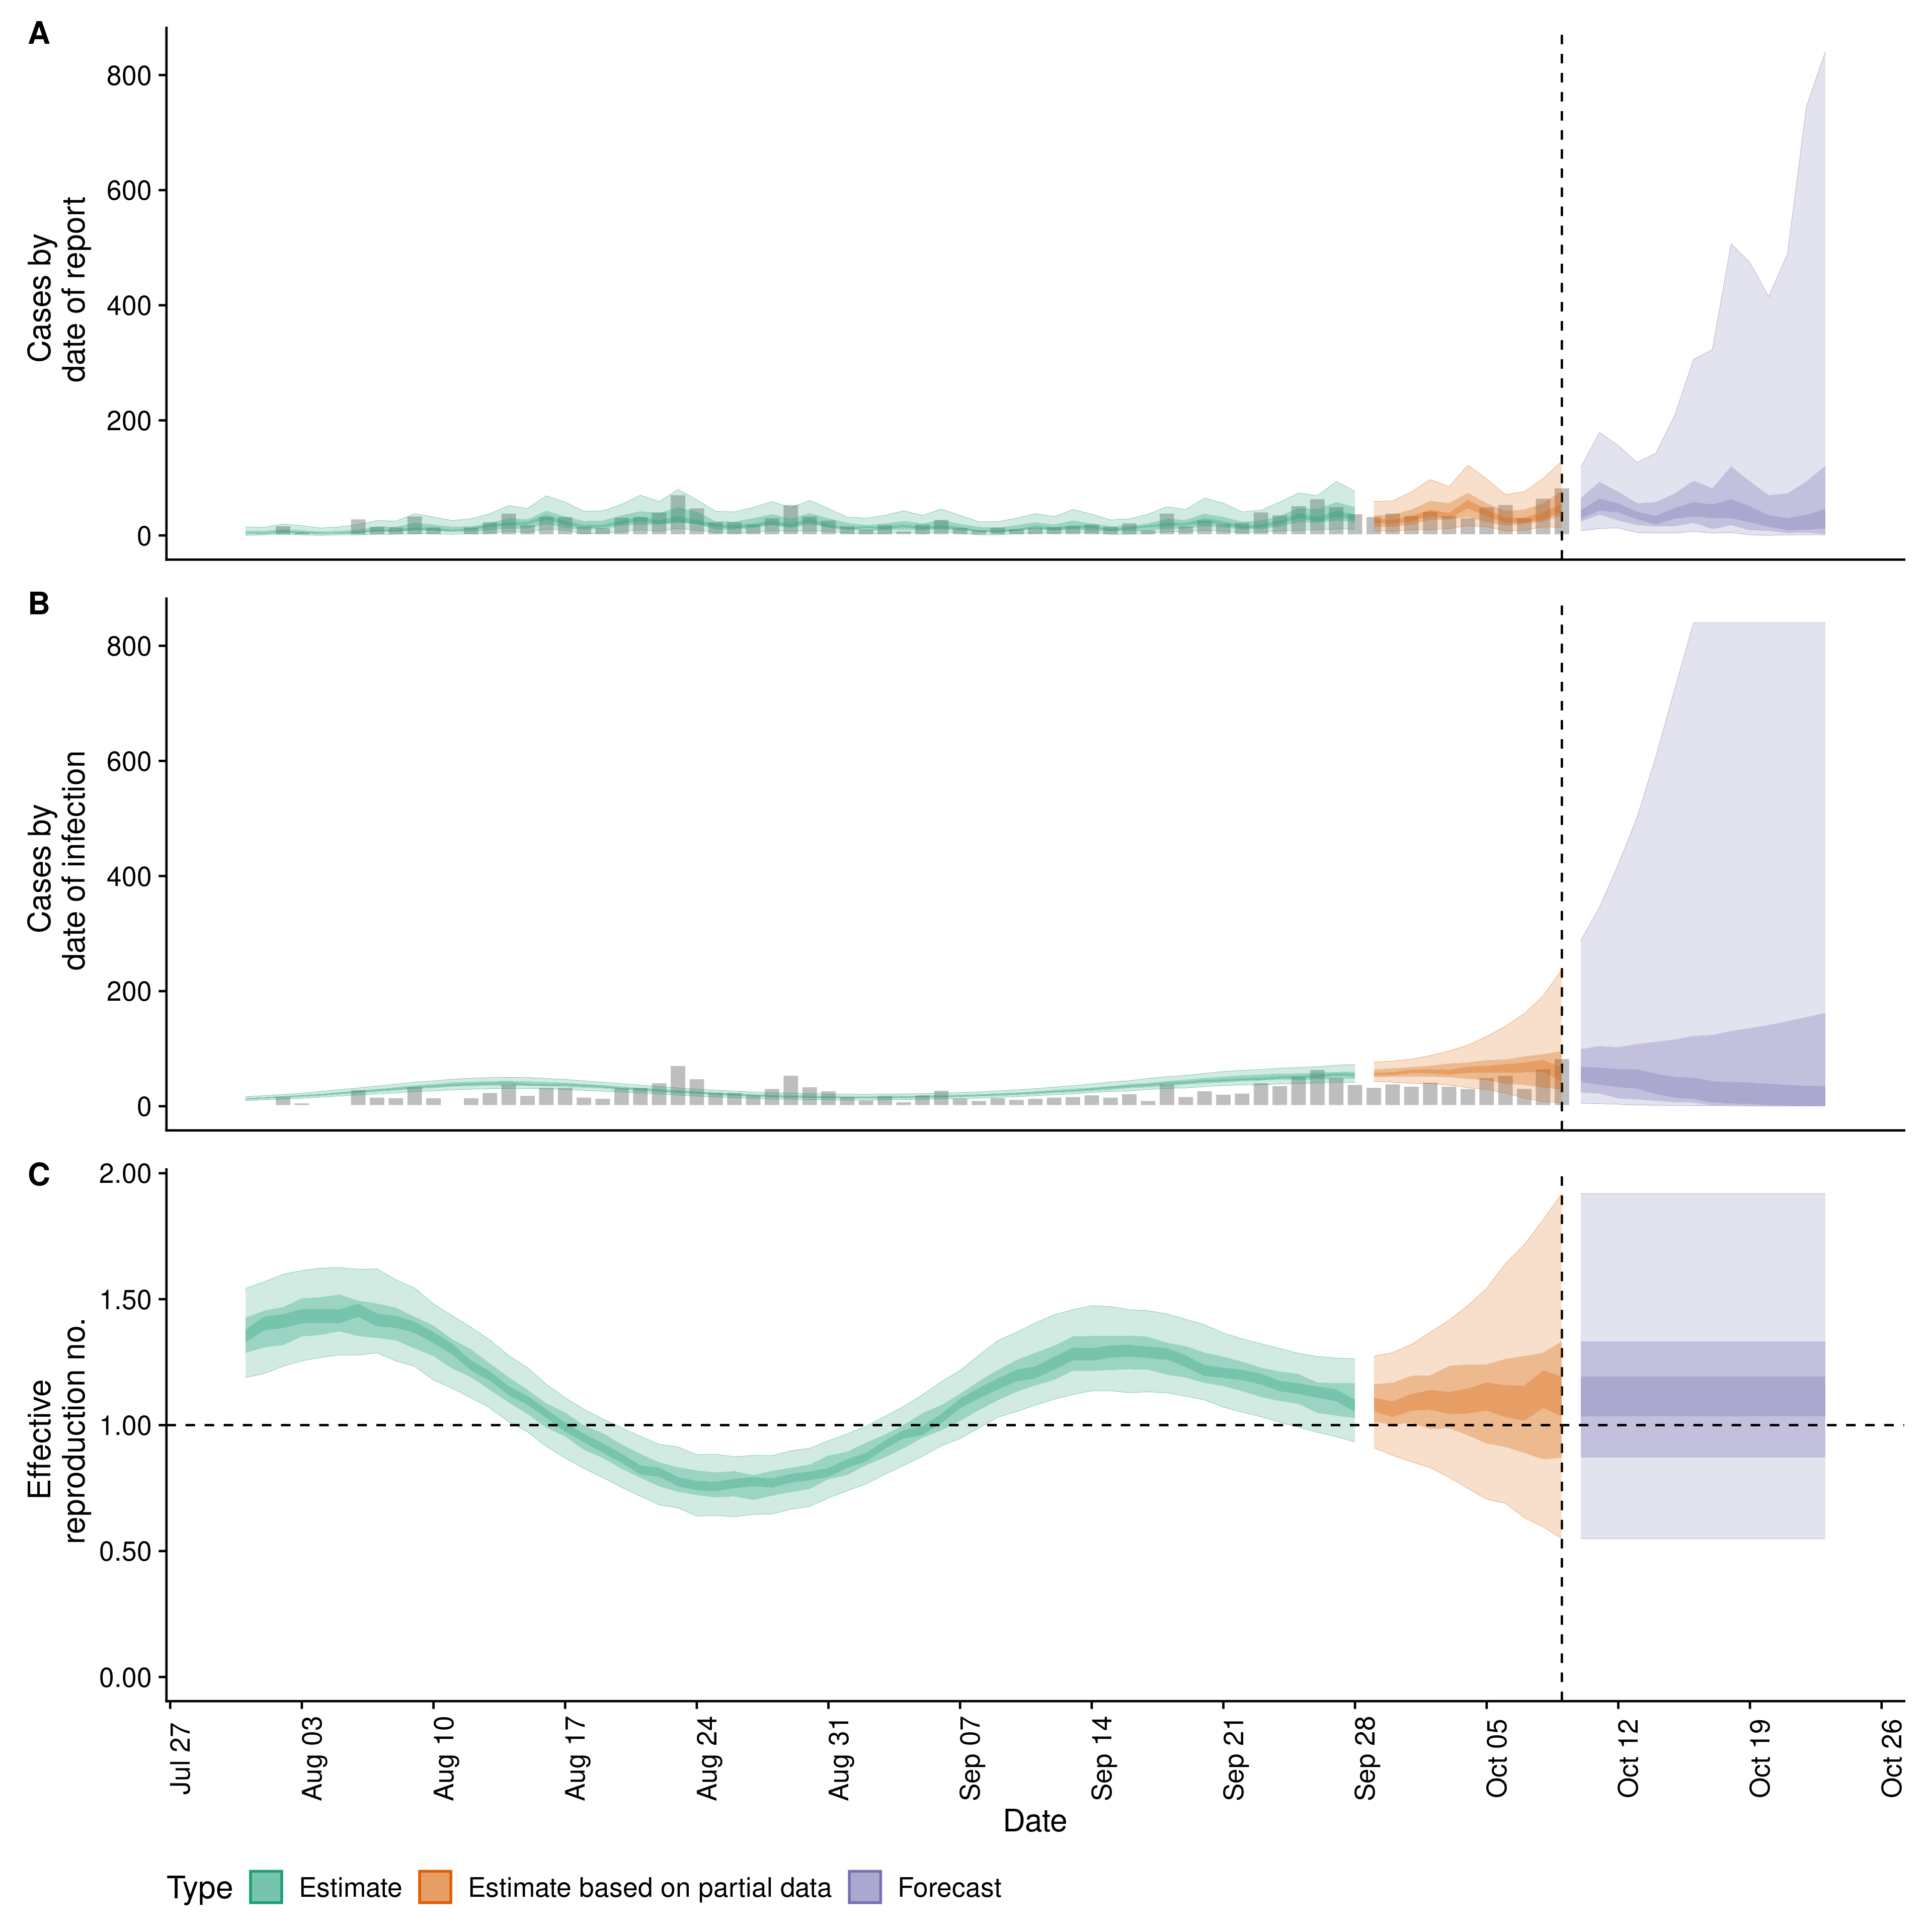 A
800
600
400
200
0
Cases by
date of report
B
800
600
400
200
0
Cases by
date of infection
C
2.00
1.50
1.00
0.50
0.00
Effective
reproduction no.
Jul 27
Aug 03
Aug 10
Aug 17
Aug 24
Aug 31
Sep 07
Sep 14
Sep 21
Sep 28
Oct 05
Oct 12
Oct 19
Oct 26
Date
Type Estimate Estimate based on partial data Forecast